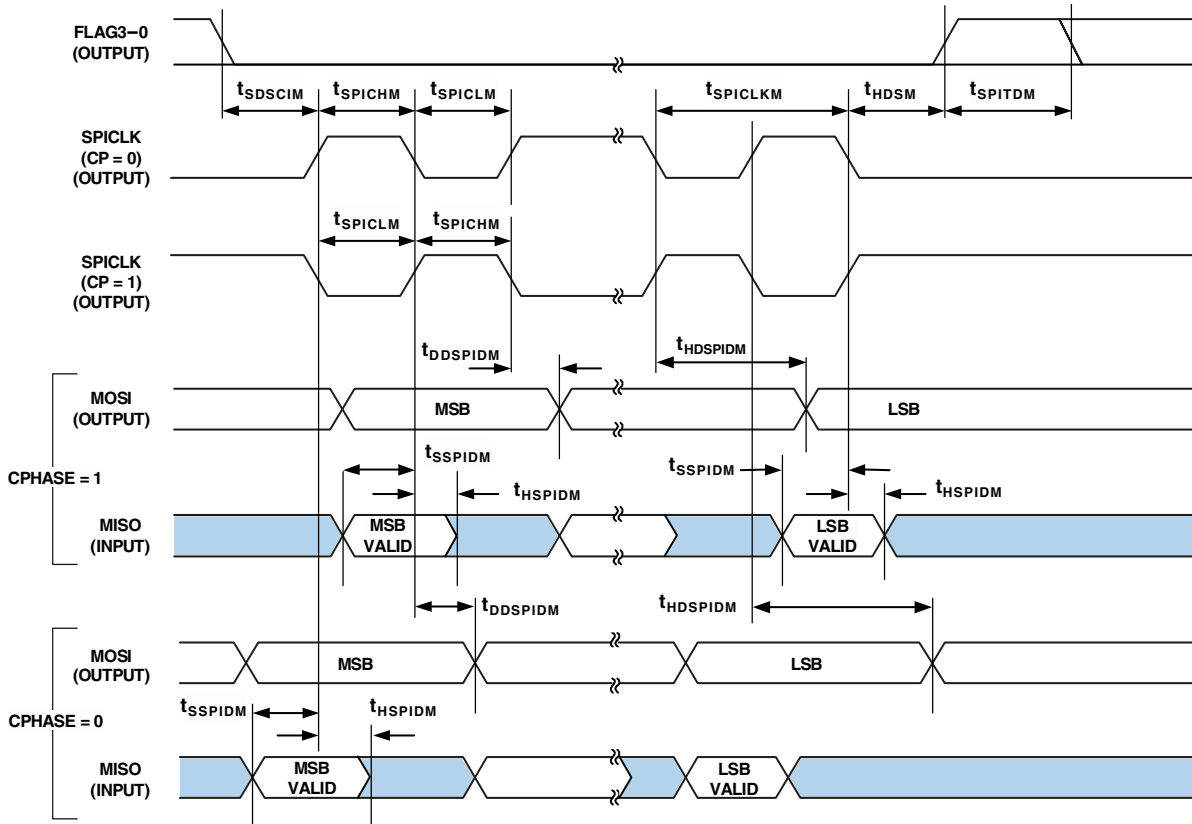 FLAG3–0
(OUTPUT)
tSDSCIM
tSPICHM
tSPICLM
tSPICLKM
tHDSM
tSPITDM
SPICLK
(CP = 0)
(OUTPUT)
tSPICLM
tSPICHM
SPICLK
(CP = 1)
(OUTPUT)
tDDSPIDM
tHDSPIDM
MOSI
(OUTPUT)
MSB
LSB
CPHASE = 1
tSSPIDM
tSSPIDM
tHSPIDM
tHSPIDM
MISO
(INPUT)
MSB
VALID
LSB
VALID
tDDSPIDM
tHDSPIDM
MOSI
(OUTPUT)
MSB
LSB
CPHASE = 0
tSSPIDM
tHSPIDM
MISO
(INPUT)
MSB
VALID
LSB
VALID